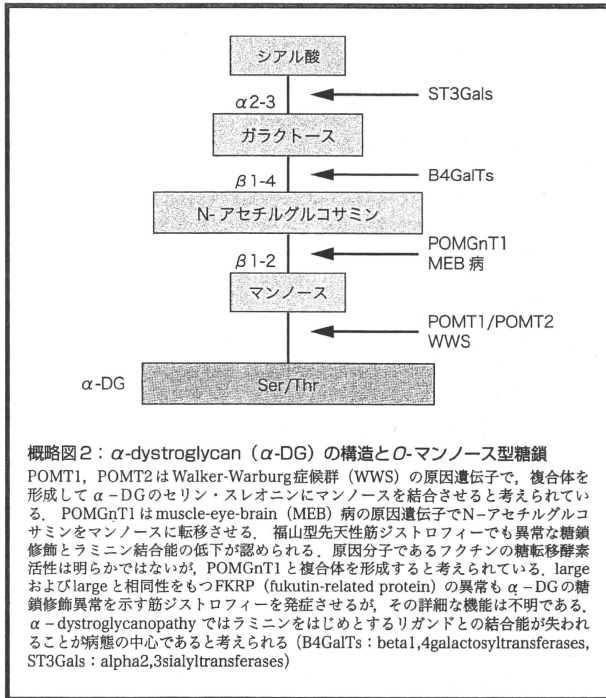 シアル酸
α2-3
ST3Gals
ガラクトース
β1-4
B4GalTs
N-アセチルグルコサミン
β1-2
POMGnT1
MEB 病
マンノース
POMT1/POMT2
WWS
α-DG
Ser/Thr
概略図2：α-dystroglycan（α-DG）の構造とO-マンノース型糖鎖
POMT1，POMT2はWalker-Warburg症候群（WWS）の原因遺伝子で，複合体を
形成してα-DGのセリン・スレオニンにマンノースを結合させると考えられてい
る． POMGnT1はmuscle-eye-brain（MEB）病の原因遺伝子でN-アセチルグルコ
サミンをマンノースに転移させる． 福山型先天性筋ジストロフィーでも異常な糖鎖
修飾とラミニン結合能の低下が認められる．原因分子であるフクチンの糖転移酵素
活性は明らかではないが，POMGnT1と複合体を形成すると考えられている．large
およびlargeと相同性をもつFKRP（fukutin-related protein）の異常もα-DGの糖
鎖修飾異常を示す筋ジストロフィーを発症させるが，その詳細な機能は不明である．
α-dystroglycanopathyではラミニンをはじめとするリガンドとの結合能が失われ
ることが病態の中心であると考えられる（B4GalTs：beta1,4galactosyltransferases,
ST3Gals：alpha2,3sialyltransferases）